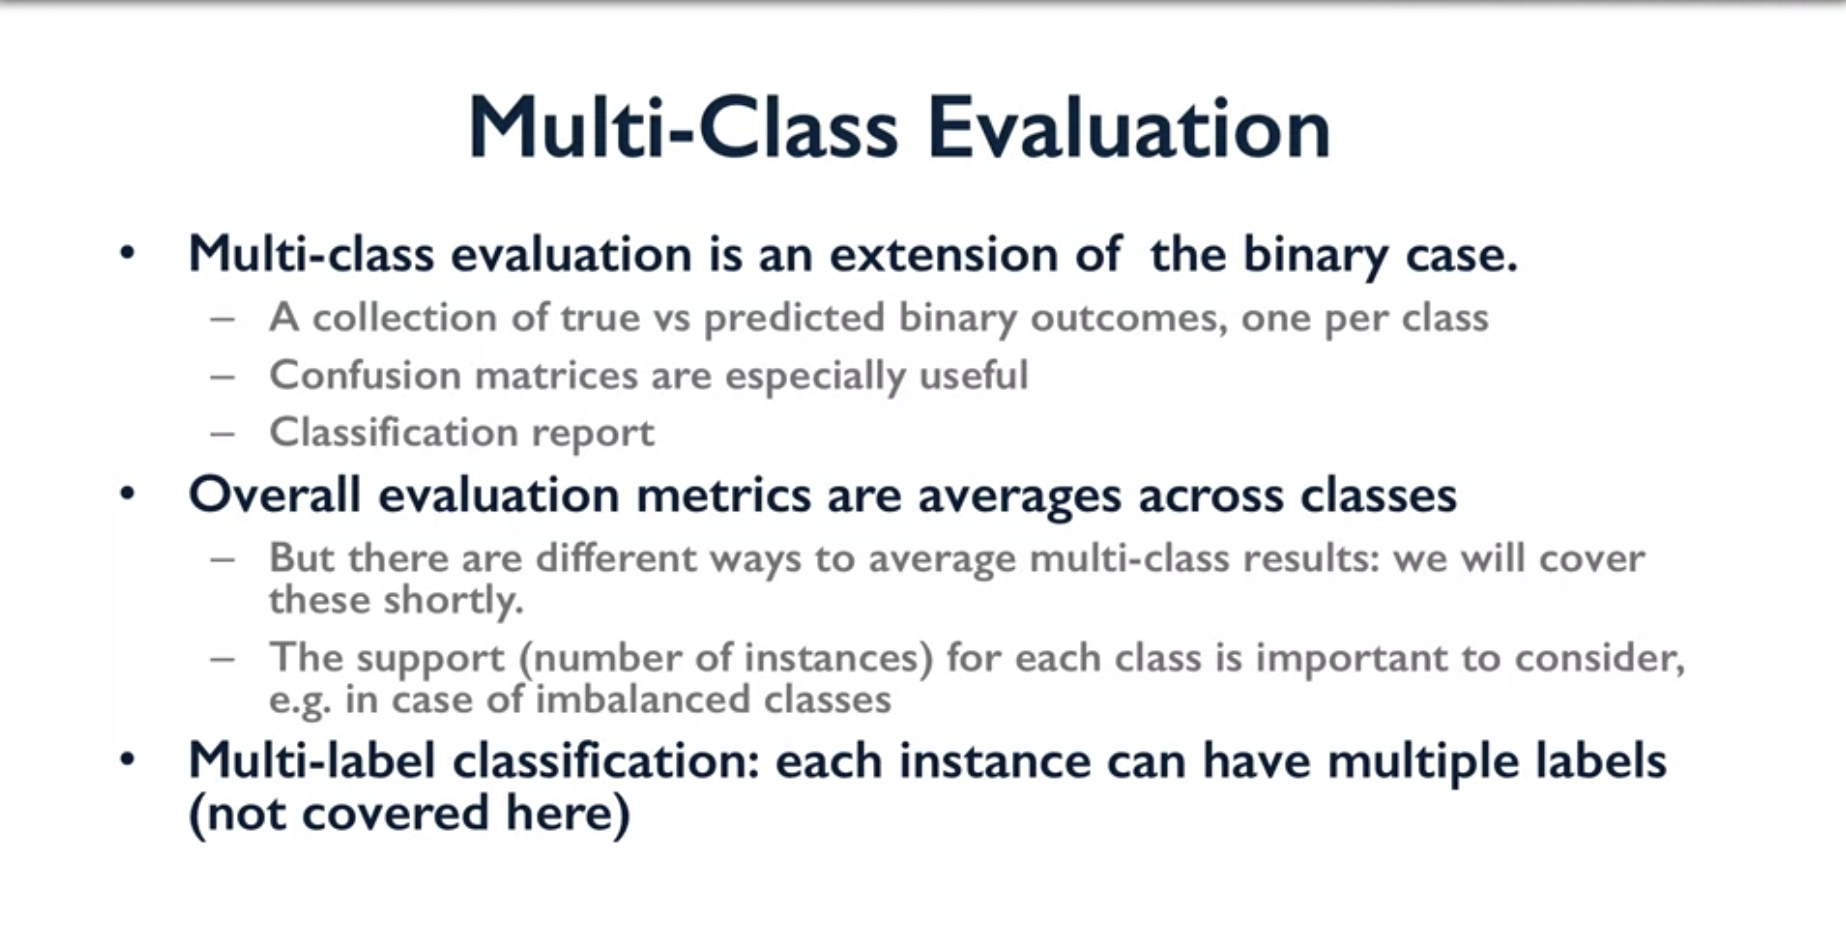 Multi-Class Evaluation
• Multi-class evaluation is an extension of the binary case.
– A collection of true vs predicted binary outcomes, one per class
– Confusion matrices are especially useful
– Classification report
• Overall evaluation metrics are averages across classes
– But there are different ways to average multi-class results: we will cover
these shortly.
– The support (number of instances) for each class is important to consider,
e.g. in case of imbalanced classes
• Multi-label classification: each instance can have multiple labels
(not covered here)